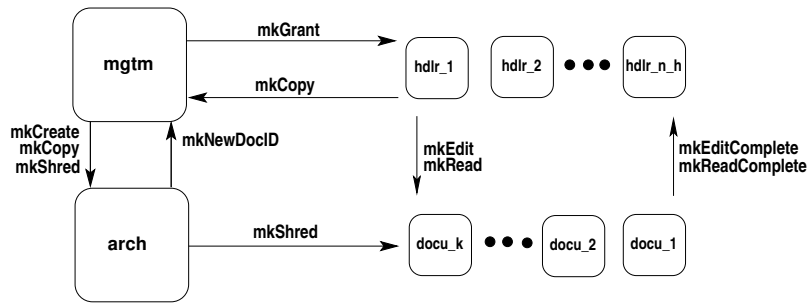 mkGrant
mgtm
hdlr_1
hdlr_2
hdlr_n_h
mkCopy
mkCreate
mkCopy
mkShred
mkNewDocID
mkEdit
mkRead
mkEditComplete
mkReadComplete
arch
mkShred
docu_k
docu_2
docu_1